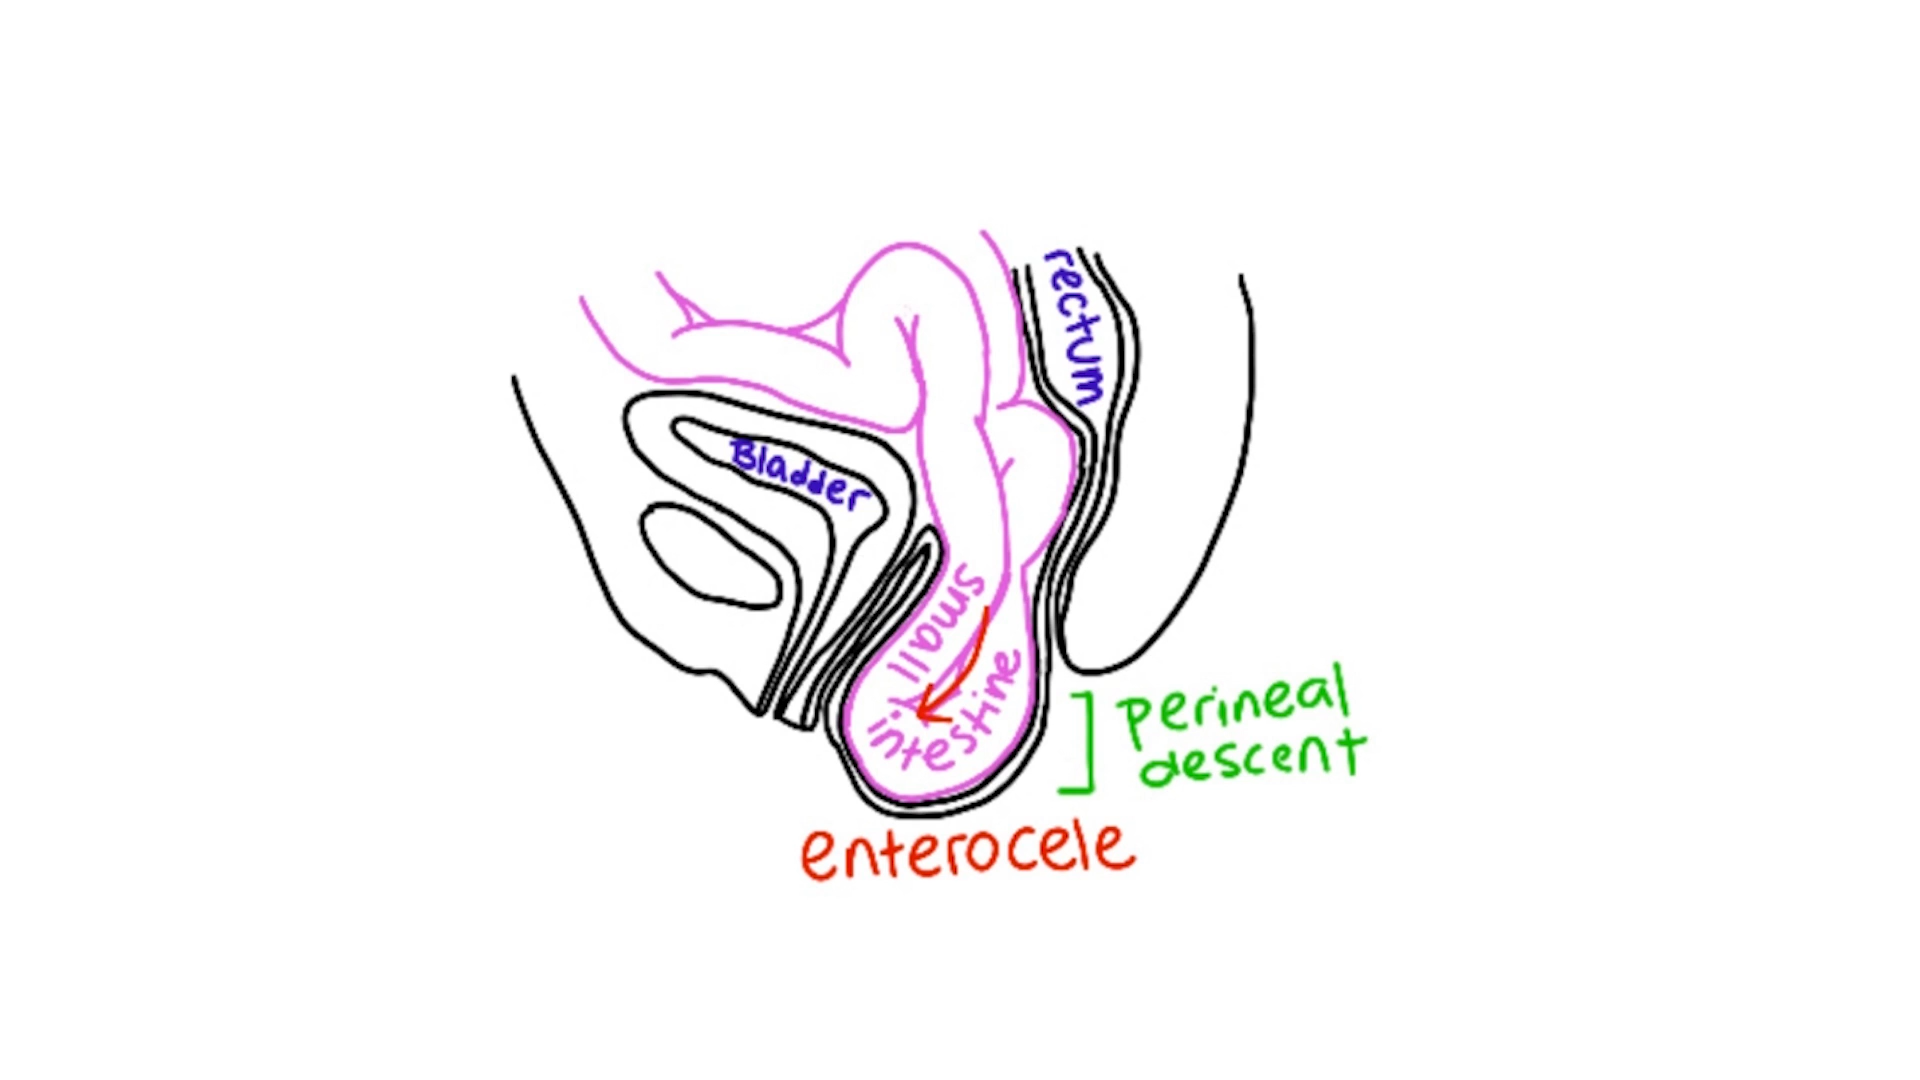 rectum
Bladder
small
intestine
perineal
descent
enterocele